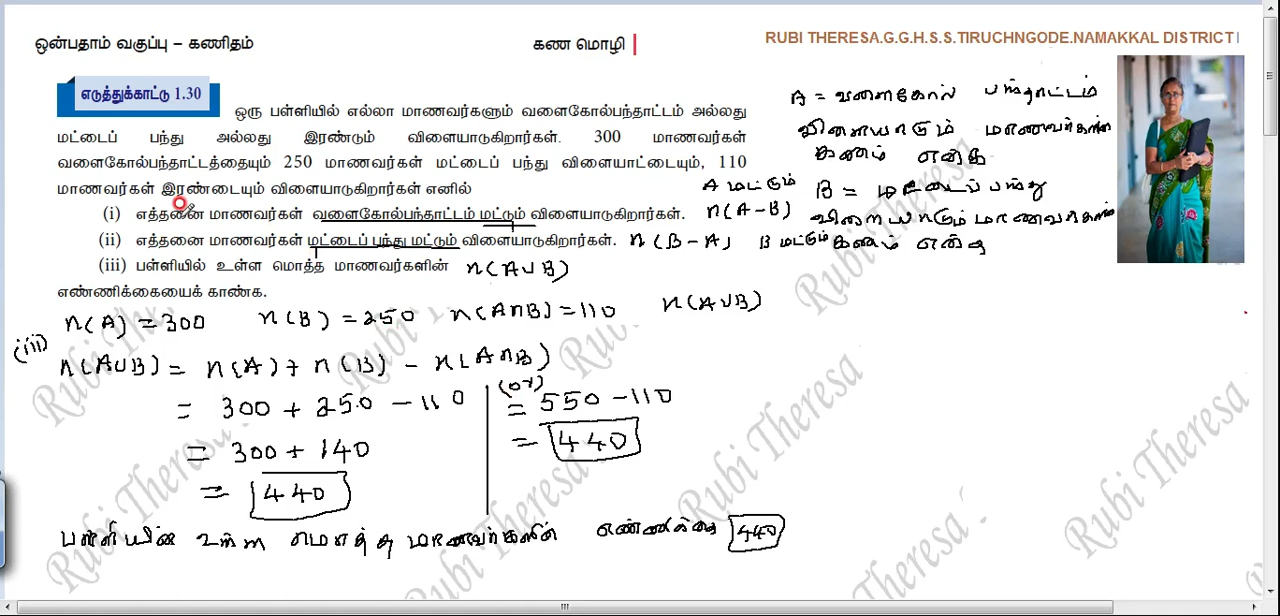 ஒன்பதாம் வகுப்பு – கணிதம்
கண மொழி
RUBI THERESA.G.G.H.S.S.TIRUCHNGODE.NAMAKKAL DISTRICT
எடுத்துக்காட்டு 1.30
ஒரு பள்ளியில் எல்லா மாணவர்களும் வளைகோல்பந்தாட்டம் அல்லது
மட்டைப் பந்து அல்லது இரண்டும் விளையாடுகிறார்கள். 300 மாணவர்கள்
வளைகோல்பந்தாட்டத்தையும் 250 மாணவர்கள் மட்டைப் பந்து விளையாட்டையும், 110
மாணவர்கள் இரண்டையும் விளையாடுகிறார்கள் எனில்
(i) எத்தனை மாணவர்கள் வளைகோல்பந்தாட்டம் மட்டும் விளையாடுகிறார்கள்.
(ii) எத்தனை மாணவர்கள் மட்டைப் பந்து மட்டும் விளையாடுகிறார்கள்.
(iii) பள்ளியில் உள்ள மொத்த மாணவர்களின்
எண்ணிக்கையைக் காண்க.
A = வளைகோல் பந்தாட்டம்
விளையாடும் மாணவர்கள்
கணம் என்க
B = மட்டைப்பந்து
விளையாடும் மாணவர்கள்
கணம் என்க
A மட்டும்
n(A-B)
n(B-A) B மட்டும்
n(A∪B)
n(A) = 300 n(B) = 250 n(A∩B) = 110 n(A∪B)
(iii)
n(A∪B) = n(A) + n(B) - n(A∩B)
= 300 + 250 - 110
= 300 + 140
= 440
(or)
= 550 - 110
= 440
பள்ளியில் உள்ள மொத்த மாணவர்களின் எண்ணிக்கை 440
Rubi Theresa